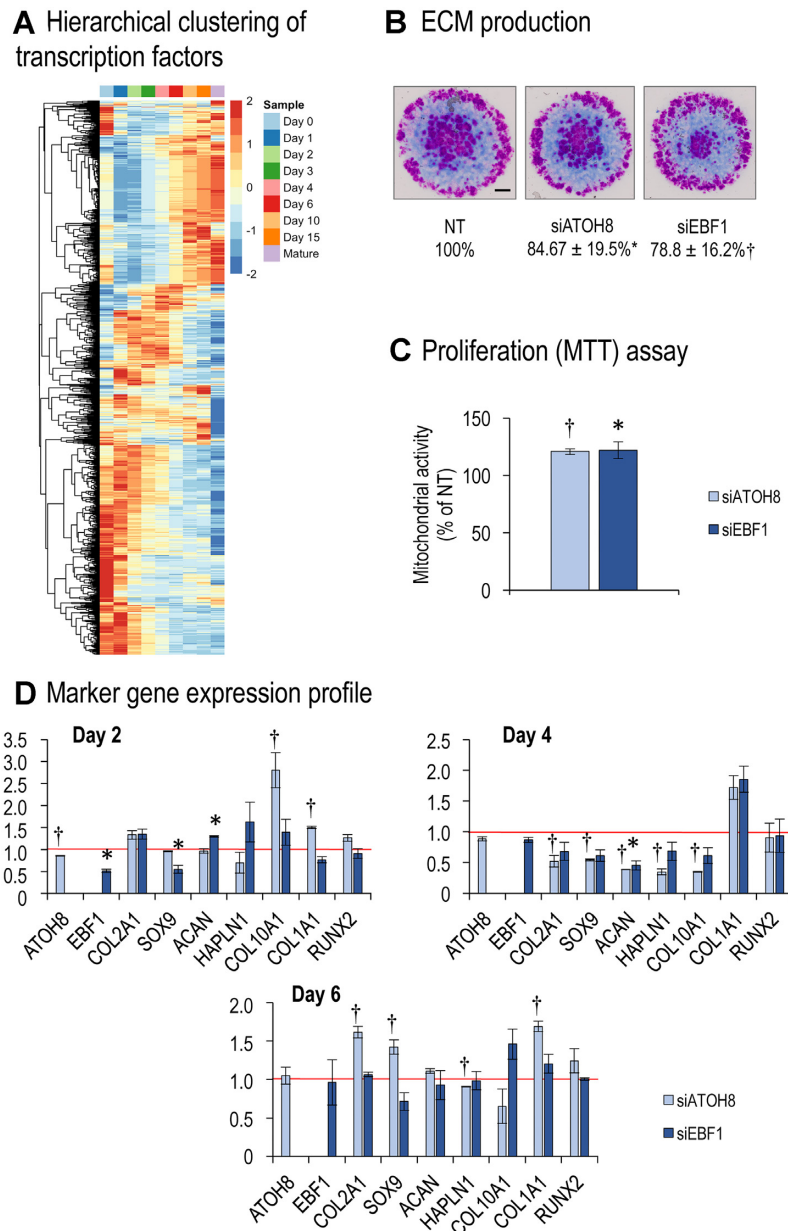 A Hierarchical clustering of
transcription factors
2
1
0
-1
-2
Sample
Day 0
Day 1
Day 2
Day 3
Day 4
Day 6
Day 10
Day 15
Mature
B ECM production
NT
100%
siATOH8
84.67 ± 19.5%*
siEBF1
78.8 ± 16.2%†
C Proliferation (MTT) assay
Mitochondrial activity
(% of NT)
150
100
50
0
† *
siATOH8
siEBF1
D Marker gene expression profile
Day 2
3.5
3.0
2.5
2.0
1.5
1.0
0.5
0
† * * * † †
ATOH8 EBF1 COL2A1 SOX9 ACAN HAPLN1 COL10A1 COL1A1 RUNX2
Day 4
2.5
2.0
1.5
1.0
0.5
0
† † † * † †
ATOH8 EBF1 COL2A1 SOX9 ACAN HAPLN1 COL10A1 COL1A1 RUNX2
Day 6
2.0
1.5
1.0
0.5
0
† † † †
ATOH8 EBF1 COL2A1 SOX9 ACAN HAPLN1 COL10A1 COL1A1 RUNX2
siATOH8
siEBF1